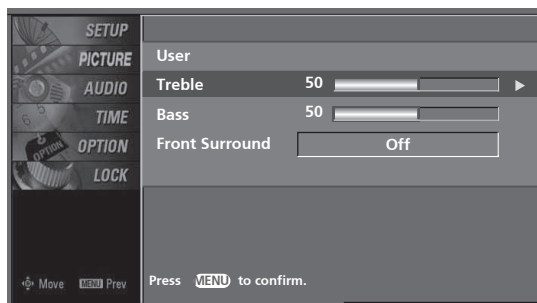 SETUP
PICTURE
AUDIO
TIME
OPTION
LOCK
Move MENU Prev
User
Treble 50
Bass 50
Front Surround Off
Press MENU to confirm.